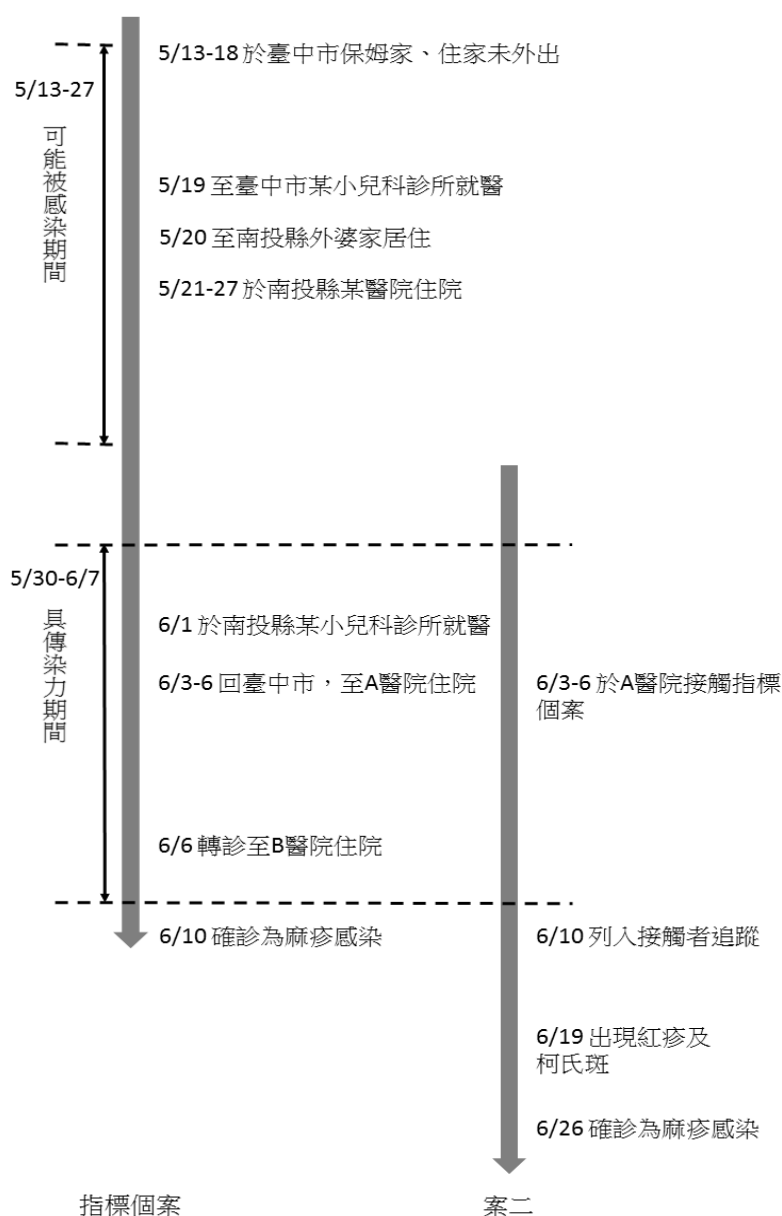 5/13-18 於臺中市保姆家、住家未外出
5/13-27
可能被感染期間
5/19 至臺中市某小兒科診所就醫
5/20 至南投縣外婆家居住
5/21-27 於南投縣某醫院住院
5/30-6/7
具傳染力期間
6/1 於南投縣某小兒科診所就醫
6/3-6 回臺中市，至A醫院住院
6/3-6 於A醫院接觸指標
個案
6/6 轉診至B醫院住院
6/10 確診為麻疹感染
6/10 列入接觸者追蹤
6/19 出現紅疹及
柯氏斑
6/26 確診為麻疹感染
指標個案
案二